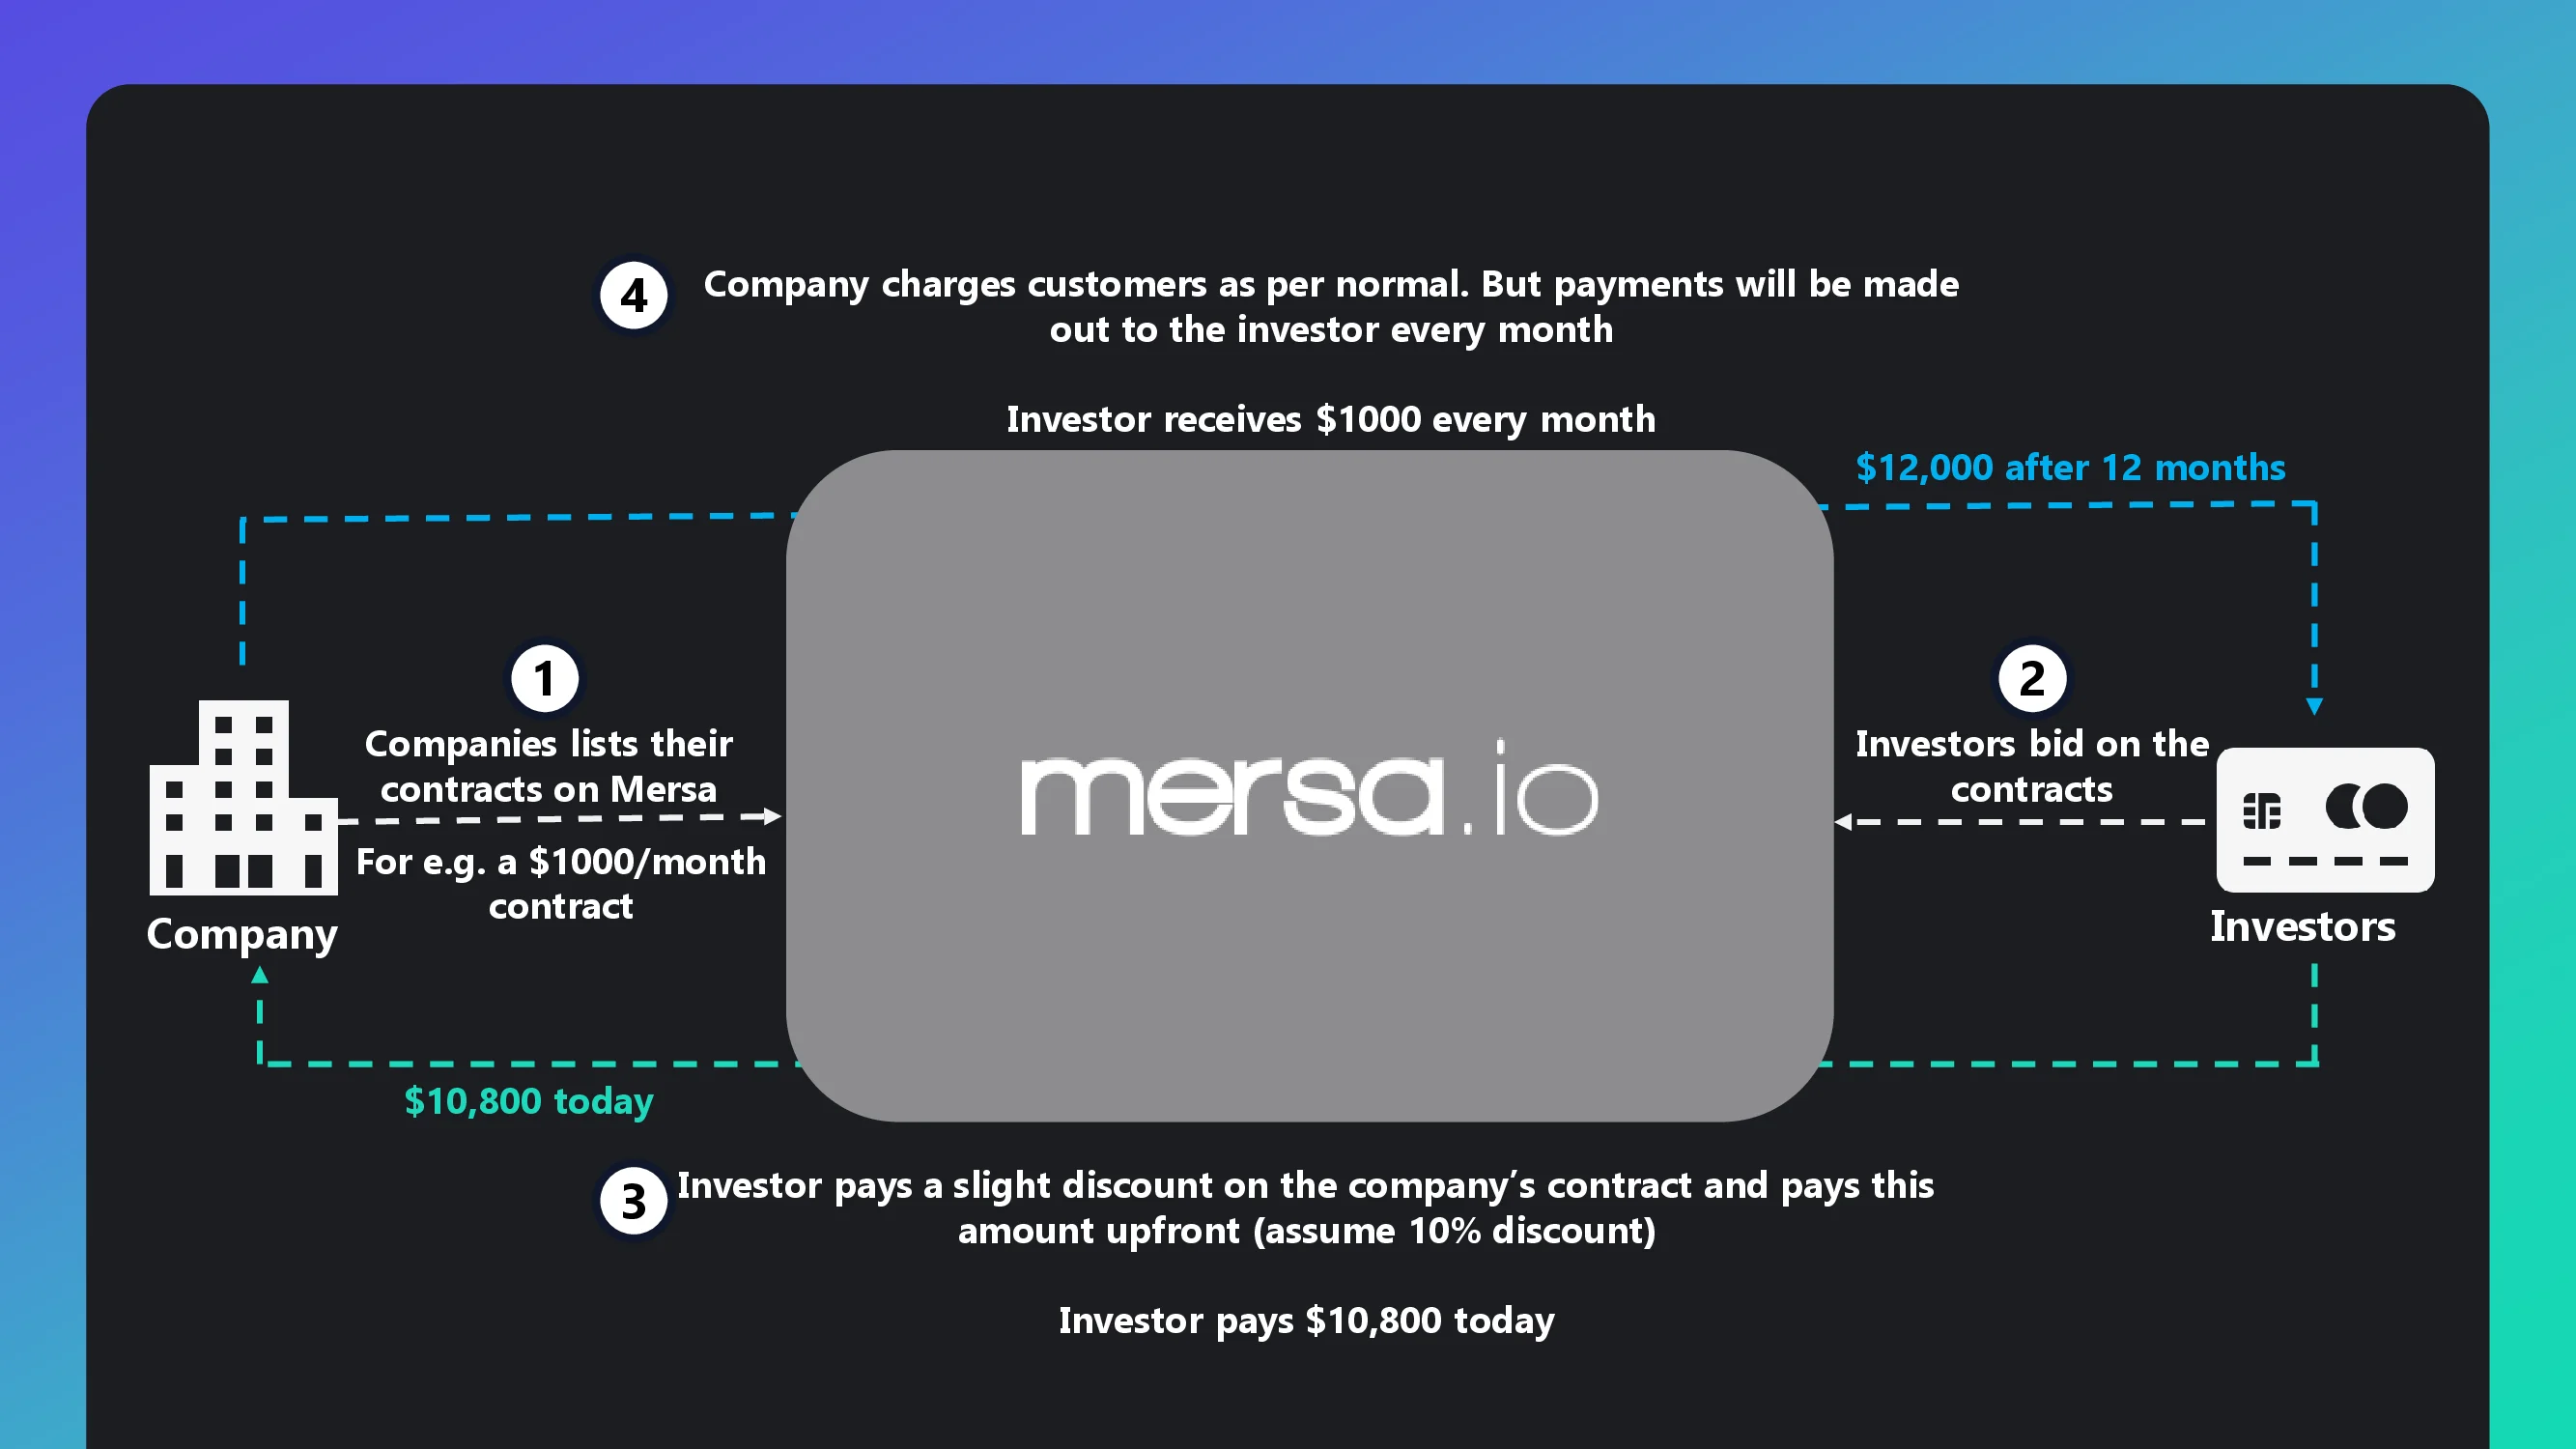 4
Company charges customers as per normal. But payments will be made
out to the investor every month
Investor receives $1000 every month
$12,000 after 12 months
1
Companies lists their
contracts on Mersa
For e.g. a $1000/month
contract
Company
mersa.io
2
Investors bid on the
contracts
Investors
$10,800 today
3
Investor pays a slight discount on the company’s contract and pays this
amount upfront (assume 10% discount)
Investor pays $10,800 today